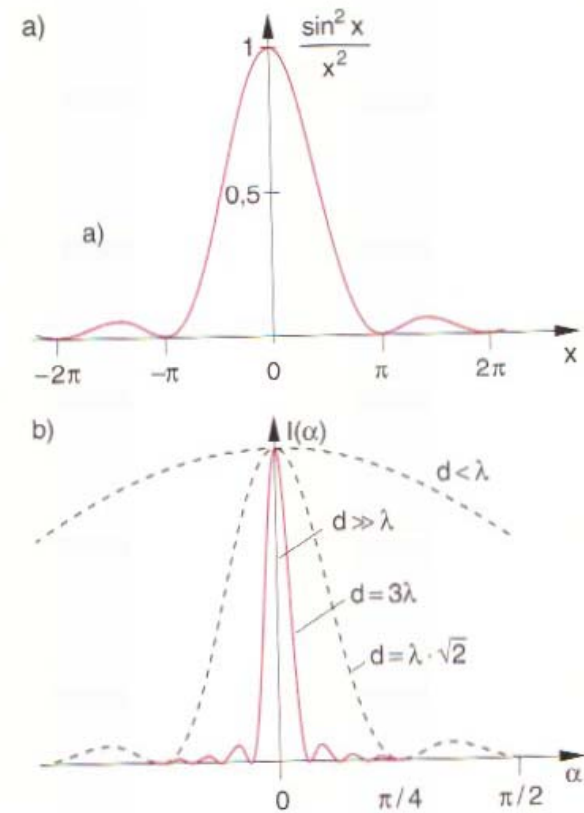 a)
sin² x
x²
1
0,5
a)
−2π −π 0 π 2π x
b)
I(α)
d < λ
d ≫ λ
d = 3λ
d = λ · √2
0 π/4 π/2 α